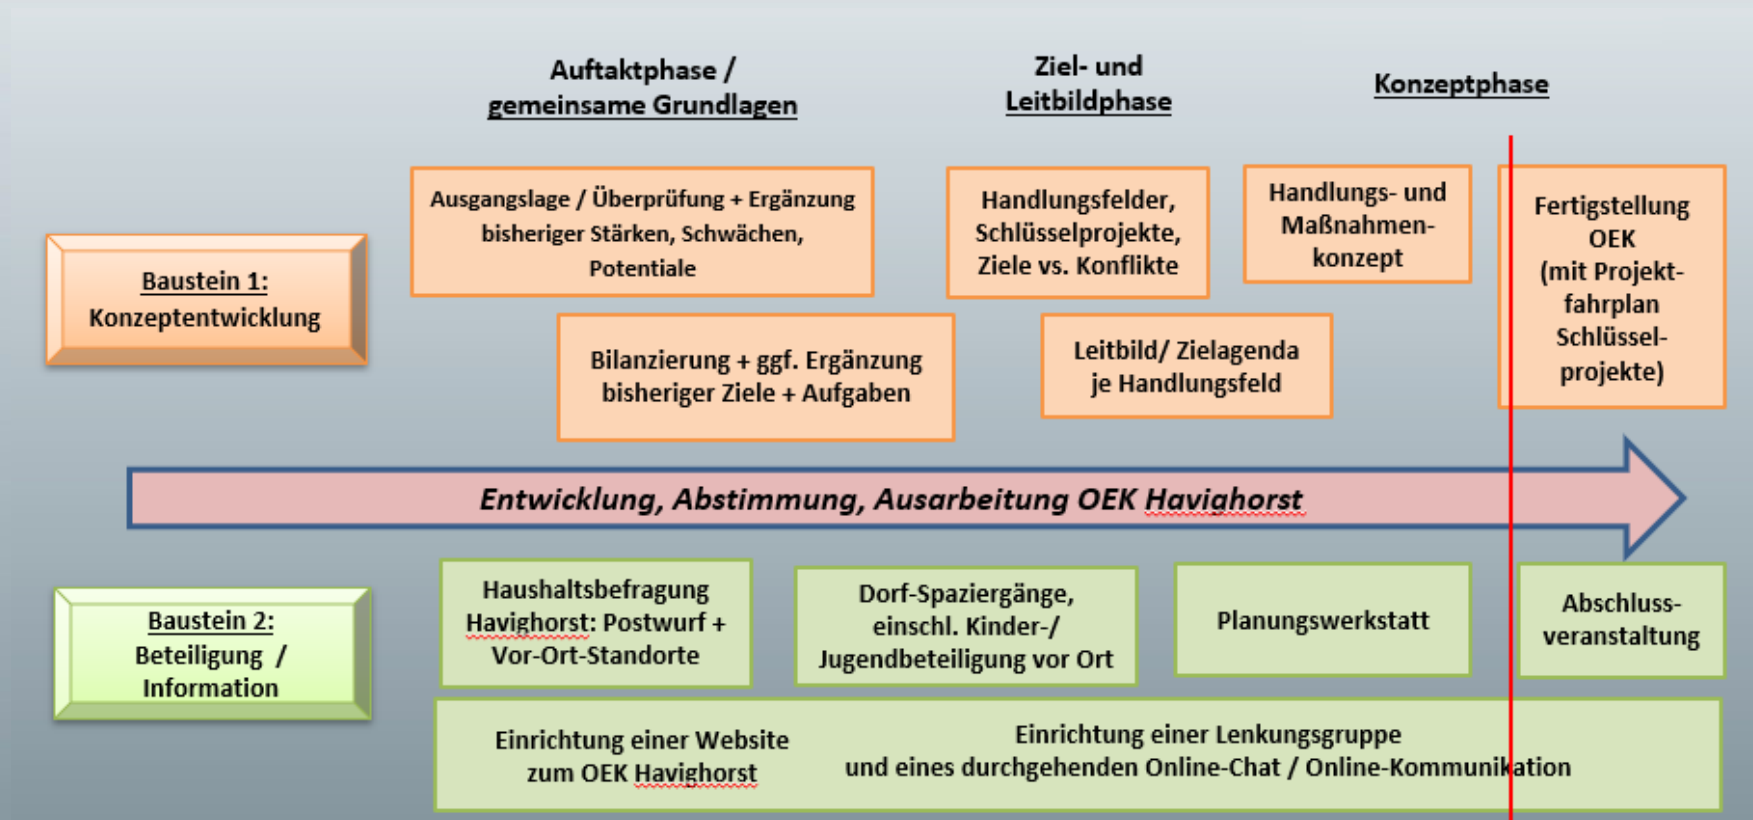 Auftaktphase /
gemeinsame Grundlagen
Ziel- und
Leitbildphase
Konzeptphase
Baustein 1:
Konzeptentwicklung
Ausgangslage / Überprüfung + Ergänzung
bisheriger Stärken, Schwächen,
Potentiale
Bilanzierung + ggf. Ergänzung
bisheriger Ziele + Aufgaben
Handlungsfelder,
Schlüsselprojekte,
Ziele vs. Konflikte
Leitbild/ Zielagenda
je Handlungsfeld
Handlungs- und
Maßnahmen-
konzept
Fertigstellung
OEK
(mit Projekt-
fahrplan
Schlüssel-
projekte)
Entwicklung, Abstimmung, Ausarbeitung OEK Havighorst
Baustein 2:
Beteiligung /
Information
Haushaltsbefragung
Havighorst: Postwurf +
Vor-Ort-Standorte
Dorf-Spaziergänge,
einschl. Kinder-/
Jugendbeteiligung vor Ort
Planungswerkstatt
Abschluss-
veranstaltung
Einrichtung einer Website
zum OEK Havighorst
Einrichtung einer Lenkungsgruppe
und eines durchgehenden Online-Chat / Online-Kommunikation